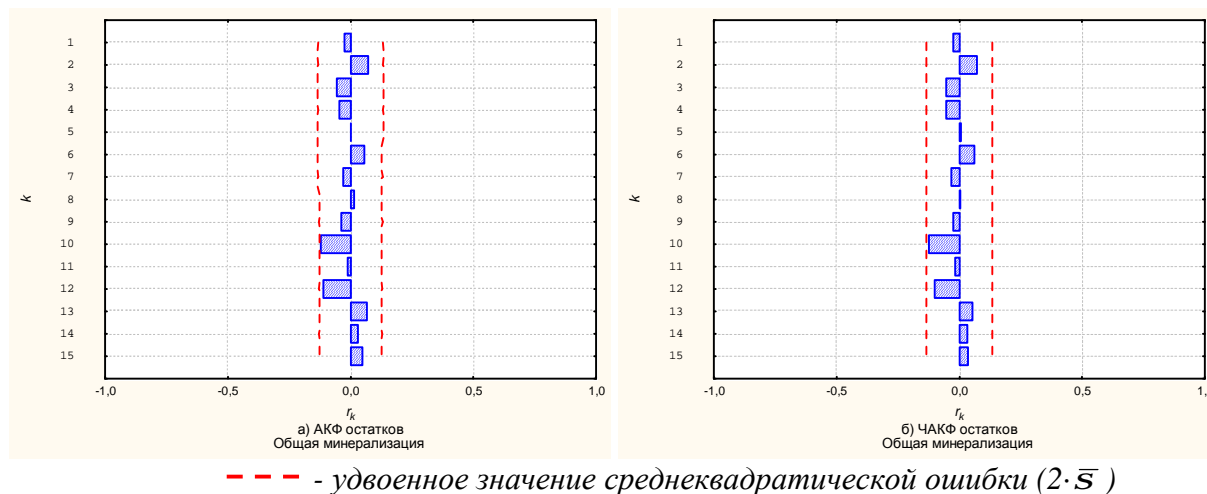 1
2
3
4
5
6
7
8
9
10
11
12
13
14
15
k
-1,0 -0,5 0,0 0,5 1,0
r_k
а) АКФ остатков
Общая минерализация
1
2
3
4
5
6
7
8
9
10
11
12
13
14
15
k
-1,0 -0,5 0,0 0,5 1,0
r_k
б) ЧАКФ остатков
Общая минерализация
- удвоенное значение среднеквадратической ошибки (2·s̅ )